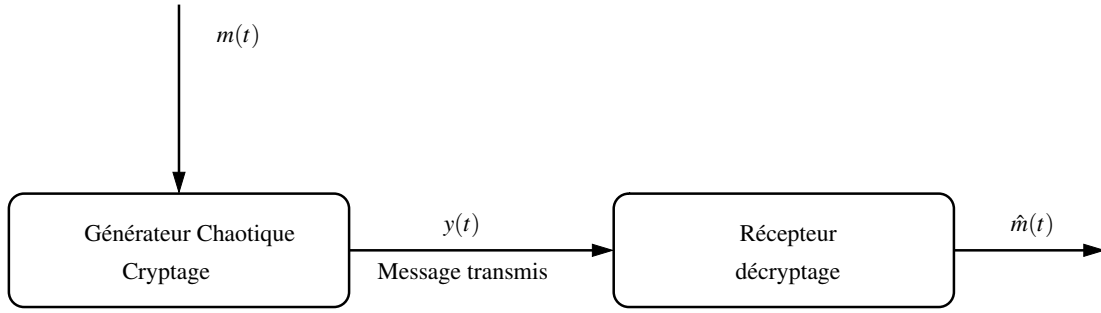 m(t)
Générateur Chaotique
Cryptage
y(t)
Message transmis
Récepteur
décryptage
m̂(t)